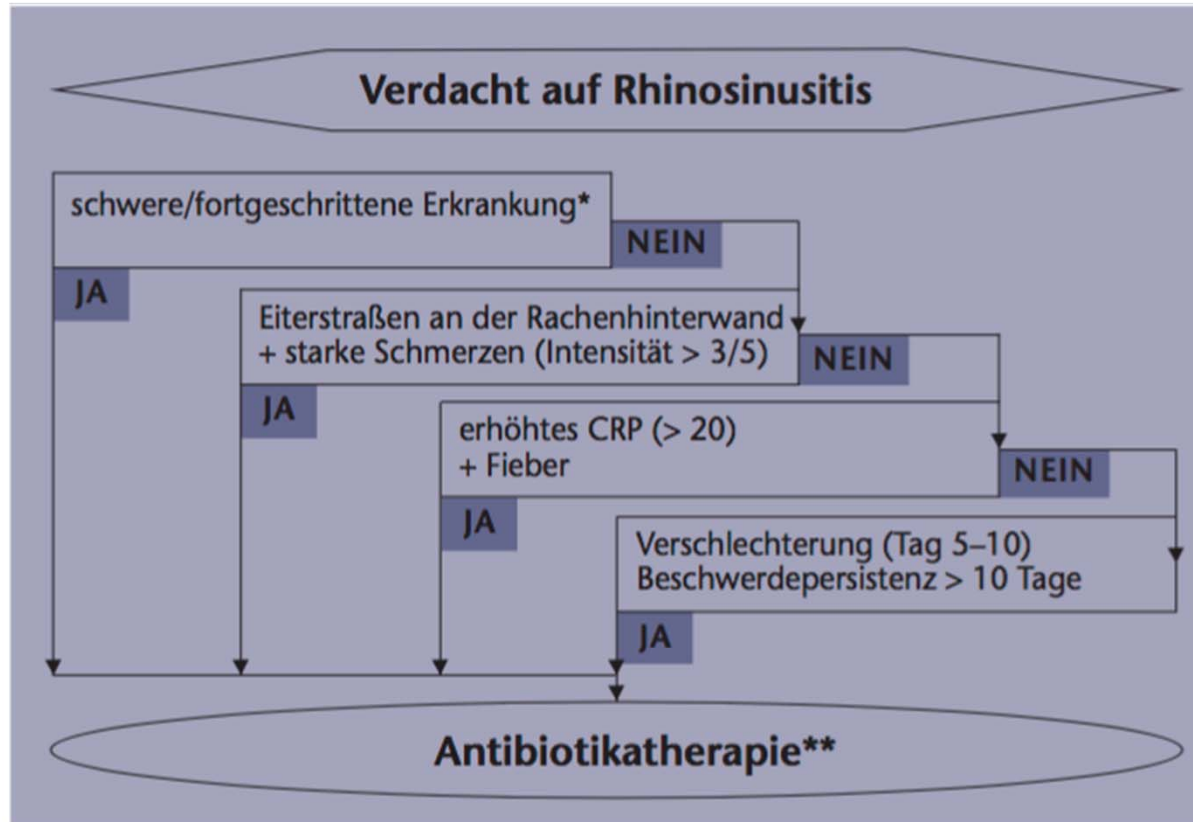 Verdacht auf Rhinosinusitis
schwere/fortgeschrittene Erkrankung*
NEIN
JA
Eiterstraßen an der Rachenhinterwand
+ starke Schmerzen (Intensität > 3/5)
NEIN
JA
erhöhtes CRP (> 20)
+ Fieber
NEIN
JA
Verschlechterung (Tag 5–10)
Beschwerdepersistenz > 10 Tage
JA
Antibiotikatherapie**